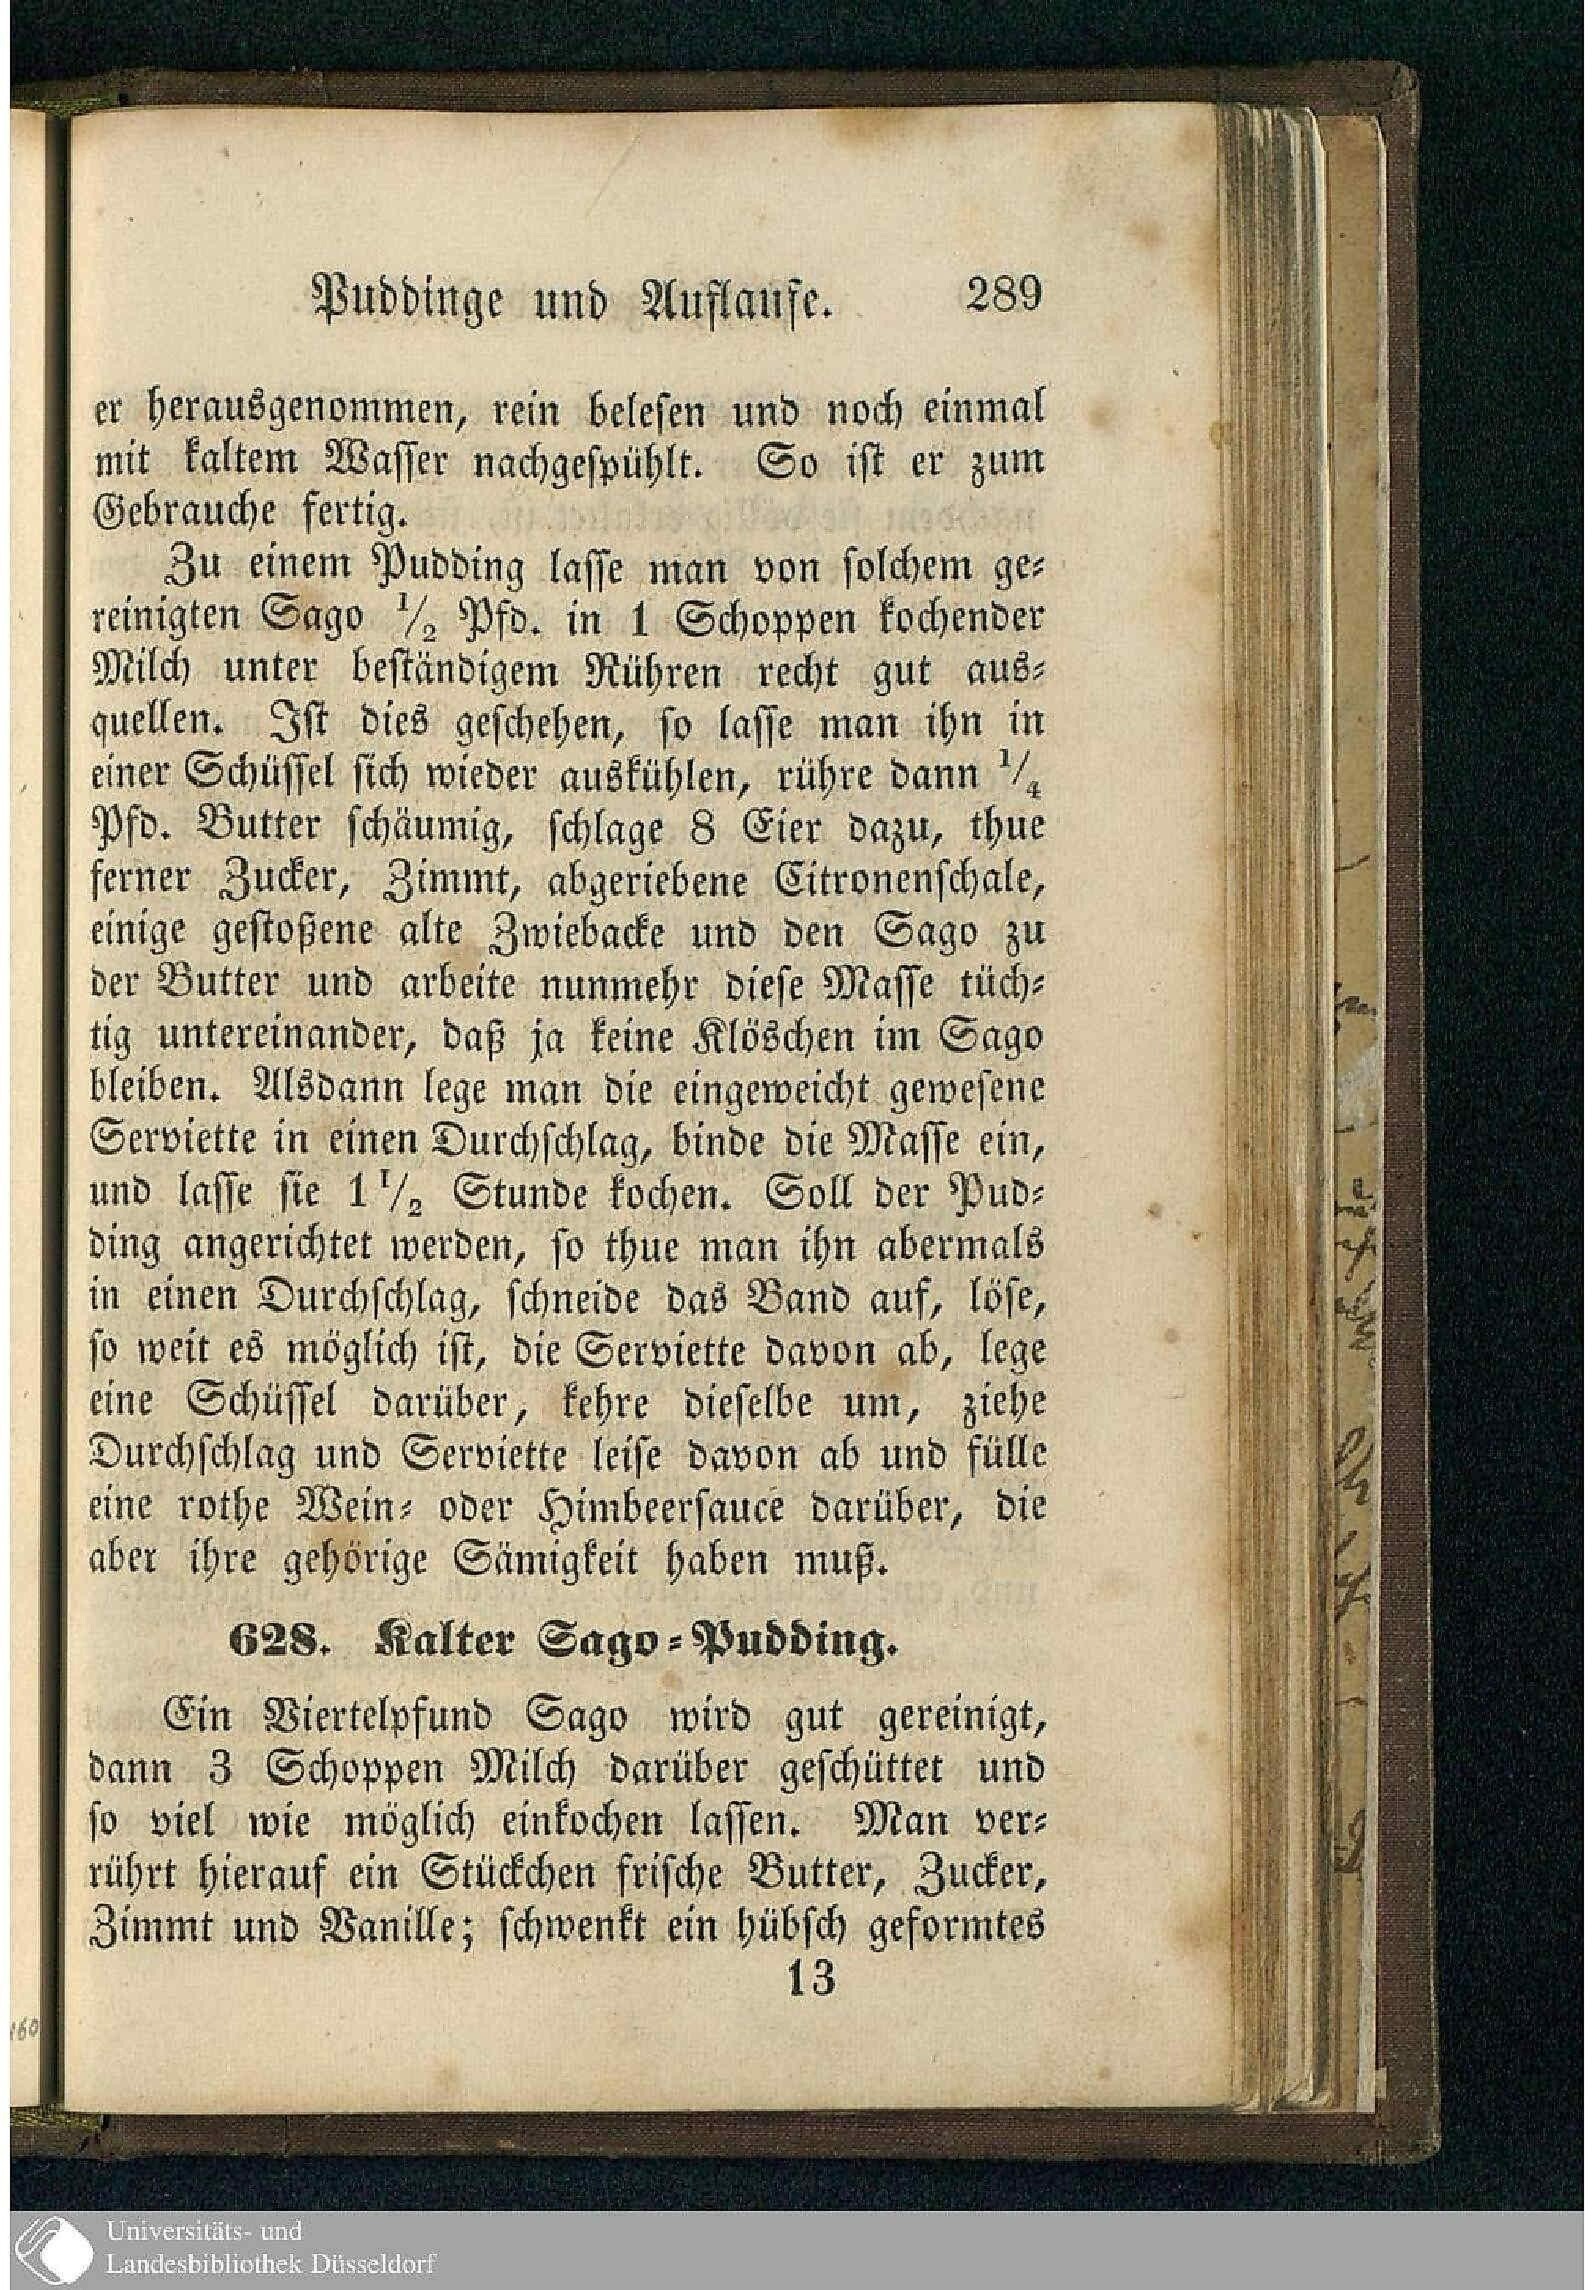 Puddinge und Auflaufe. 289
er herausgenommen, rein belesen und noch einmal
mit kaltem Wasser nachgespühlt. So ist er zum
Gebrauche fertig.
Zu einem Pudding lasse man von solchem ge-
reinigten Sago 1/2 Pfd. in 1 Schoppen kochender
Milch unter beständigem Rühren recht gut aus-
quellen. Ist dies geschehen, so lasse man ihn in
einer Schüssel sich wieder auskühlen, rühre dann 1/4
Pfd. Butter schäumig, schlage 8 Eier dazu, thue
ferner Zucker, Zimmt, abgeriebene Citronenschale,
einige gestoßene alte Zwiebacke und den Sago zu
der Butter und arbeite nunmehr diese Masse tüch-
tig untereinander, daß ja keine Klöschen im Sago
bleiben. Alsdann lege man die eingeweicht gewesene
Serviette in einen Durchschlag, binde die Masse ein,
und lasse sie 1 1/2 Stunde kochen. Soll der Pud-
ding angerichtet werden, so thue man ihn abermals
in einen Durchschlag, schneide das Band auf, löse,
so weit es möglich ist, die Serviette davon ab, lege
eine Schüssel darüber, kehre dieselbe um, ziehe
Durchschlag und Serviette leise davon ab und fülle
eine rothe Wein- oder Himbeersauce darüber, die
aber ihre gehörige Sämigkeit haben muß.
628. Kalter Sago-Pudding.
Ein Viertelpfund Sago wird gut gereinigt,
dann 3 Schoppen Milch darüber geschüttet und
so viel wie möglich einkochen lassen. Man ver-
rührt hierauf ein Stückchen frische Butter, Zucker,
Zimmt und Vanille; schwenkt ein hübsch geformtes
13
Universitäts- und
Landesbibliothek Düsseldorf